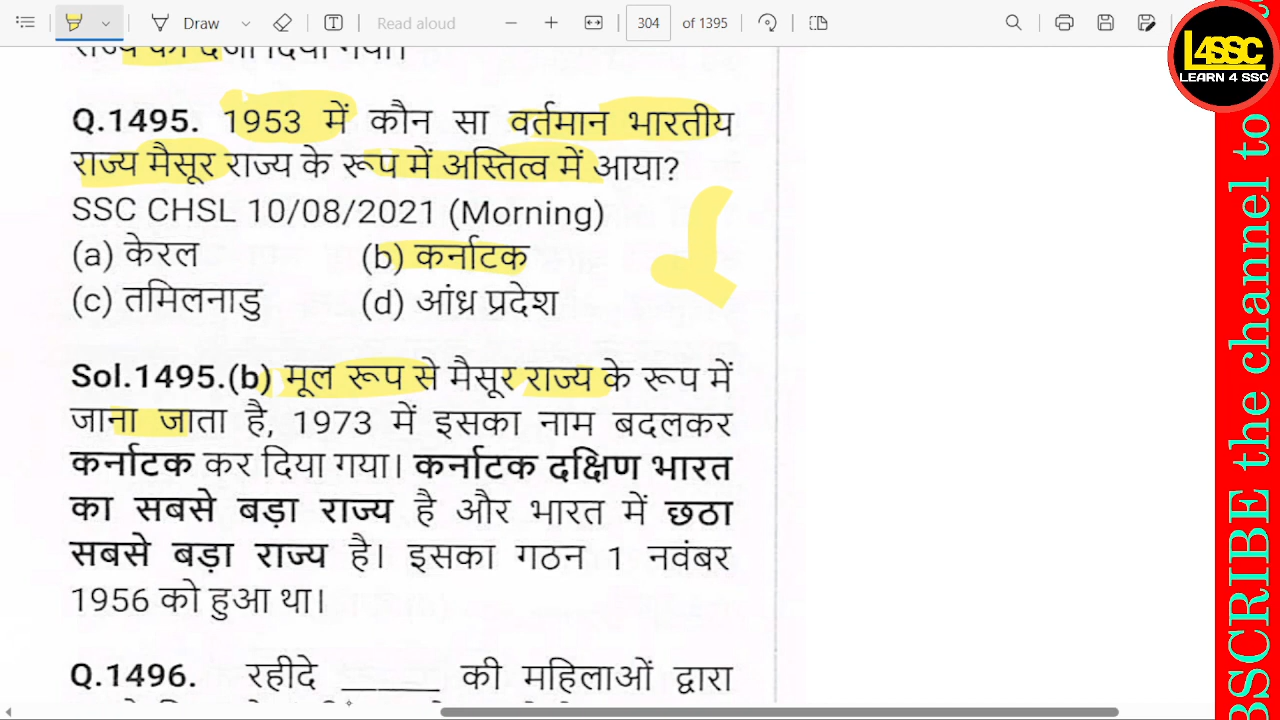 Draw
Read aloud
304 of 1395
L4SSC
LEARN 4 SSC
राज्य का दर्जा दिया गया।
Q.1495. 1953 में कौन सा वर्तमान भारतीय
राज्य मैसूर राज्य के रूप में अस्तित्व में आया?
SSC CHSL 10/08/2021 (Morning)
(a) केरल (b) कर्नाटक
(c) तमिलनाडु (d) आंध्र प्रदेश
Sol.1495.(b) मूल रूप से मैसूर राज्य के रूप में
जाना जाता है, 1973 में इसका नाम बदलकर
कर्नाटक कर दिया गया। कर्नाटक दक्षिण भारत
का सबसे बड़ा राज्य है और भारत में छठा
सबसे बड़ा राज्य है। इसका गठन 1 नवंबर
1956 को हुआ था।
Q.1496. रहीदे ______ की महिलाओं द्वारा
BSCRIBE the channel to